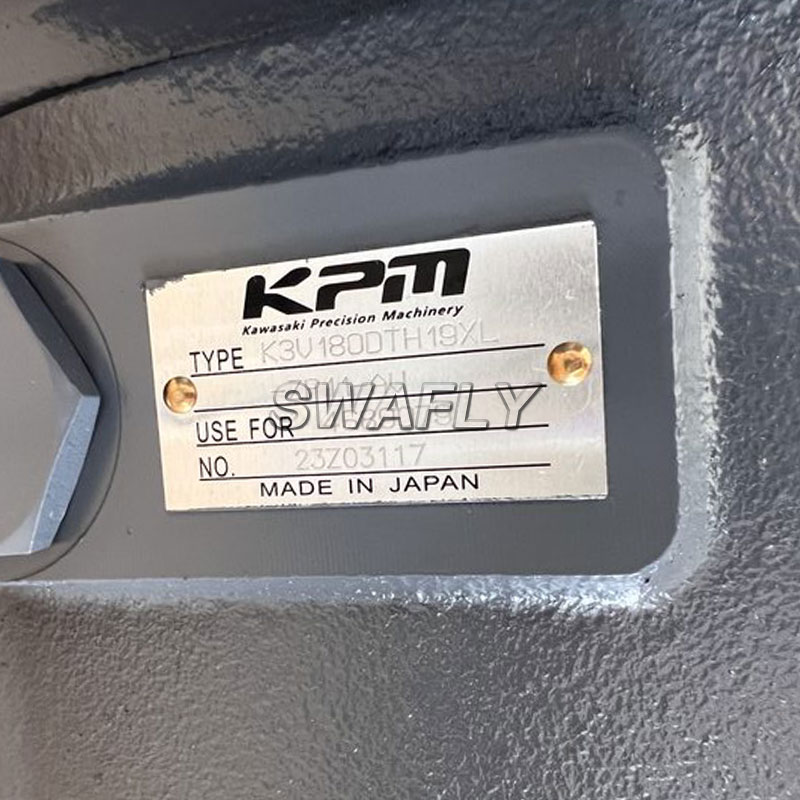 KPM
Kawasaki Precision Machinery
TYPE K3V180DTH19XL
SWAFLY
USE FOR
NO. 23Z03117
MADE IN JAPAN